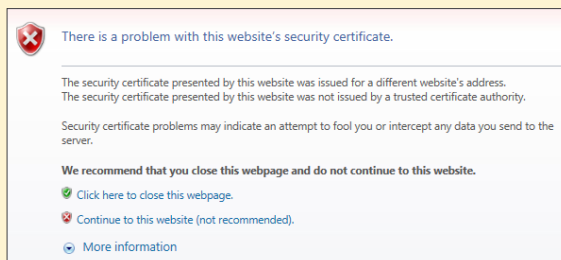 There is a problem with this website's security certificate.
The security certificate presented by this website was issued for a different website's address.
The security certificate presented by this website was not issued by a trusted certificate authority.
Security certificate problems may indicate an attempt to fool you or intercept any data you send to the
server.
We recommend that you close this webpage and do not continue to this website.
Click here to close this webpage.
Continue to this website (not recommended).
More information